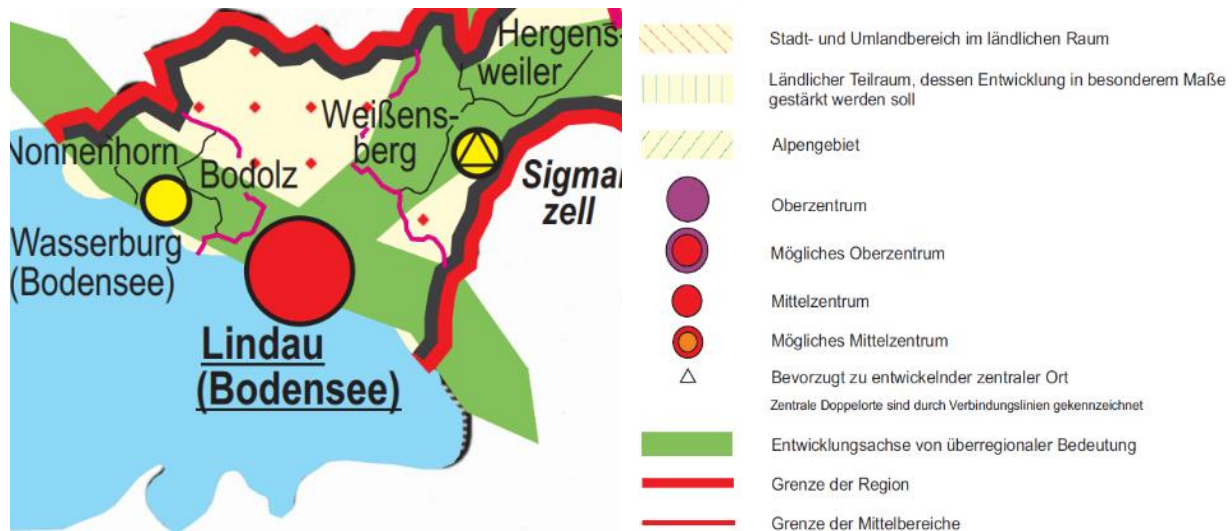 Hergens-
weiler
Weißens-
berg
Nonnenhorn
Bodolz
Sigmar
zell
Wasserburg
(Bodensee)
Lindau
(Bodensee)
Stadt- und Umlandbereich im ländlichen Raum
Ländlicher Teilraum, dessen Entwicklung in besonderem Maße
gestärkt werden soll
Alpengebiet
Oberzentrum
Mögliches Oberzentrum
Mittelzentrum
Mögliches Mittelzentrum
Bevorzugt zu entwickelnder zentraler Ort
Zentrale Doppelorte sind durch Verbindungslinien gekennzeichnet
Entwicklungsachse von überregionaler Bedeutung
Grenze der Region
Grenze der Mittelbereiche